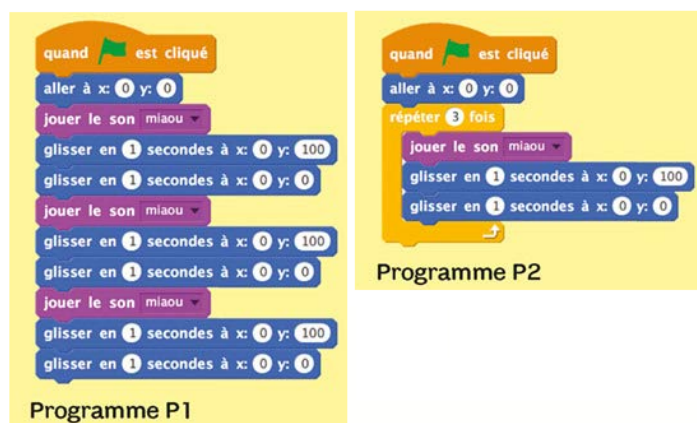 quand est cliqué
aller à x: 0 y: 0
jouer le son miaou
glisser en 1 secondes à x: 0 y: 100
glisser en 1 secondes à x: 0 y: 0
jouer le son miaou
glisser en 1 secondes à x: 0 y: 100
glisser en 1 secondes à x: 0 y: 0
jouer le son miaou
glisser en 1 secondes à x: 0 y: 100
glisser en 1 secondes à x: 0 y: 0
Programme P1
quand est cliqué
aller à x: 0 y: 0
répéter 3 fois
jouer le son miaou
glisser en 1 secondes à x: 0 y: 100
glisser en 1 secondes à x: 0 y: 0
Programme P2